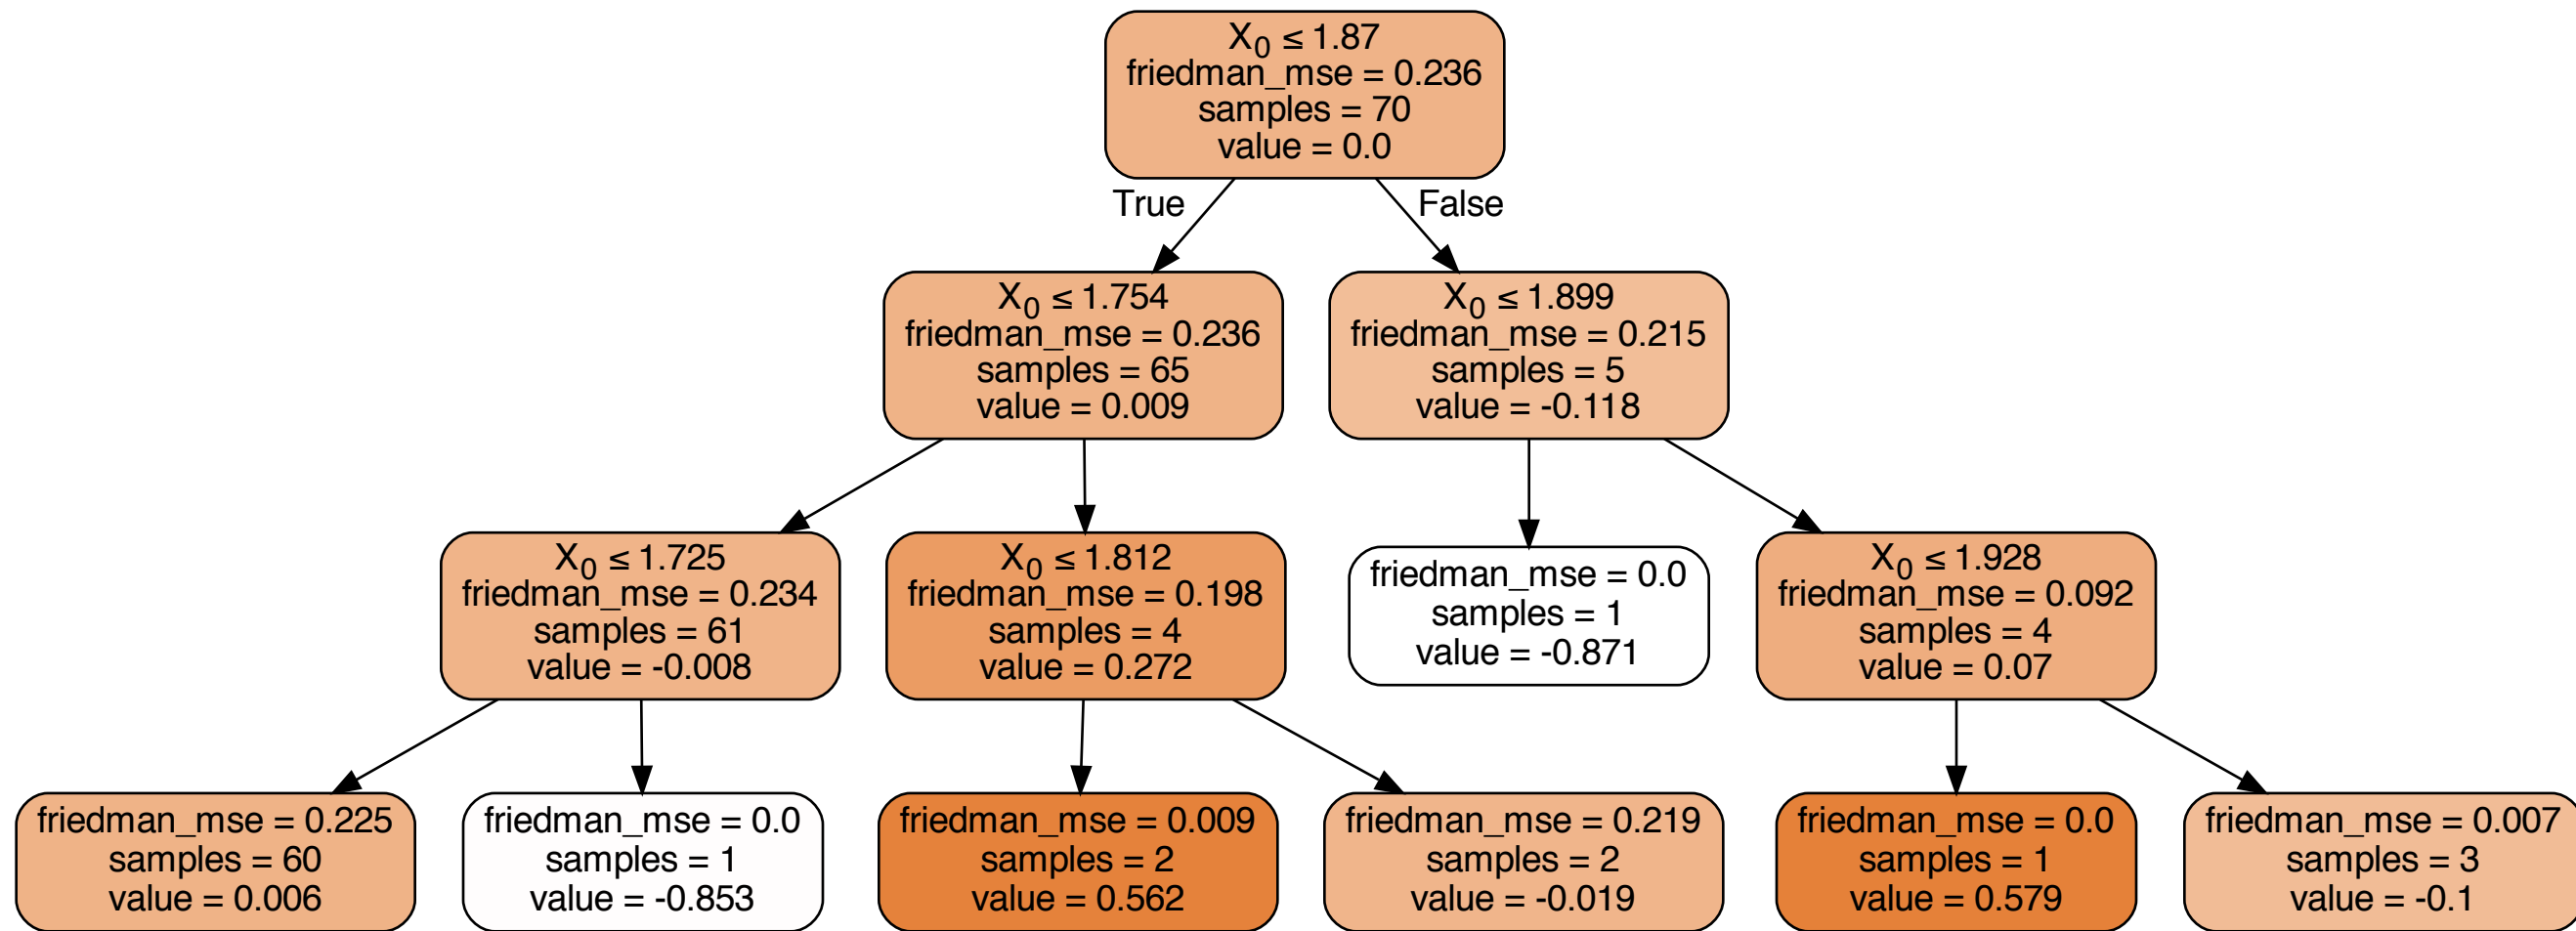 X₀ ≤ 1.87
friedman_mse = 0.236
samples = 70
value = 0.0
True
False
X₀ ≤ 1.754
friedman_mse = 0.236
samples = 65
value = 0.009
X₀ ≤ 1.899
friedman_mse = 0.215
samples = 5
value = -0.118
X₀ ≤ 1.725
friedman_mse = 0.234
samples = 61
value = -0.008
X₀ ≤ 1.812
friedman_mse = 0.198
samples = 4
value = 0.272
friedman_mse = 0.0
samples = 1
value = -0.871
X₀ ≤ 1.928
friedman_mse = 0.092
samples = 4
value = 0.07
friedman_mse = 0.225
samples = 60
value = 0.006
friedman_mse = 0.0
samples = 1
value = -0.853
friedman_mse = 0.009
samples = 2
value = 0.562
friedman_mse = 0.219
samples = 2
value = -0.019
friedman_mse = 0.0
samples = 1
value = 0.579
friedman_mse = 0.007
samples = 3
value = -0.1